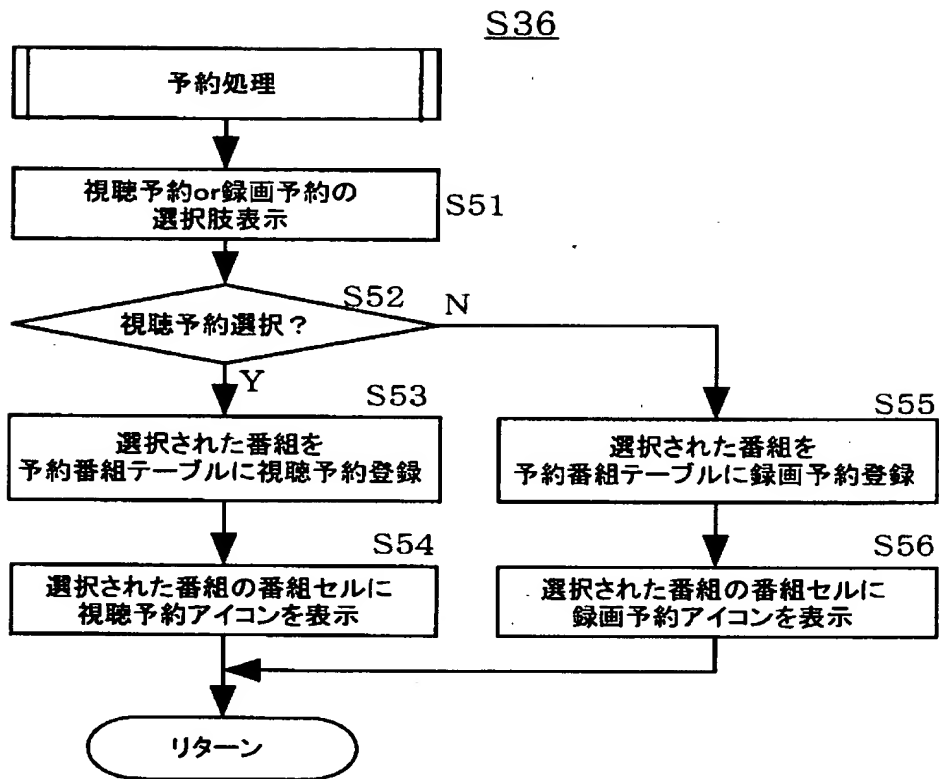 S36
予約処理
視聴予約or録画予約の
選択肢表示
S51
S52
視聴予約選択？
N
Y
S53
選択された番組を
予約番組テーブルに視聴予約登録
S55
選択された番組を
予約番組テーブルに録画予約登録
S54
選択された番組の番組セルに
視聴予約アイコンを表示
S56
選択された番組の番組セルに
録画予約アイコンを表示
リターン